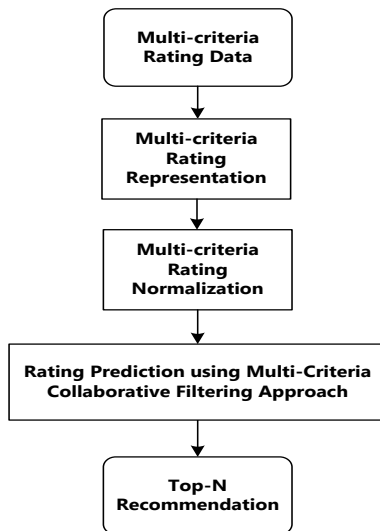 Multi-criteria
Rating Data
Multi-criteria
Rating
Representation
Multi-criteria
Rating
Normalization
Rating Prediction using Multi-Criteria
Collaborative Filtering Approach
Top-N
Recommendation